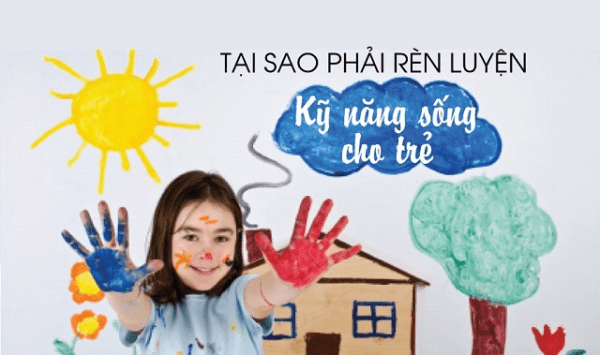 TẠI SAO PHẢI RÈN LUYỆN
Kỹ năng sống
cho trẻ